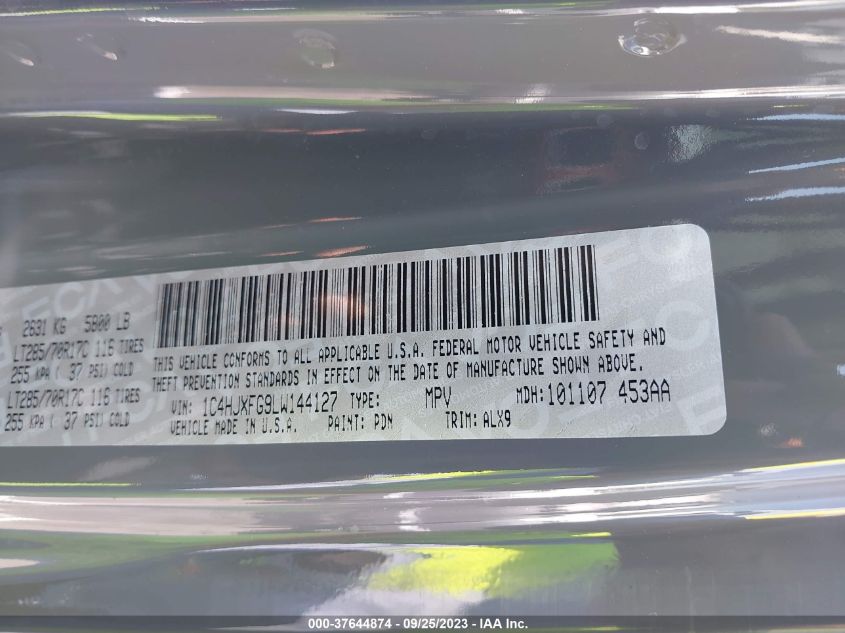 2631 KG 5800 LB
LT285/70R17C 116 TIRES
255 KPA ( 37 PSI) COLD
LT285/70R17C 116 TIRES
255 KPA ( 37 PSI) COLD
THIS VEHICLE CONFORMS TO ALL APPLICABLE U.S.A. FEDERAL MOTOR VEHICLE SAFETY AND
THEFT PREVENTION STANDARDS IN EFFECT ON THE DATE OF MANUFACTURE SHOWN ABOVE.
VIN: 1C4HJXFG9LW144127 TYPE: MPV MDH: 101107 453AA
VEHICLE MADE IN U.S.A. PAINT: PDN TRIM: ALX9
000-37644874 - 09/25/2023 - IAA Inc.